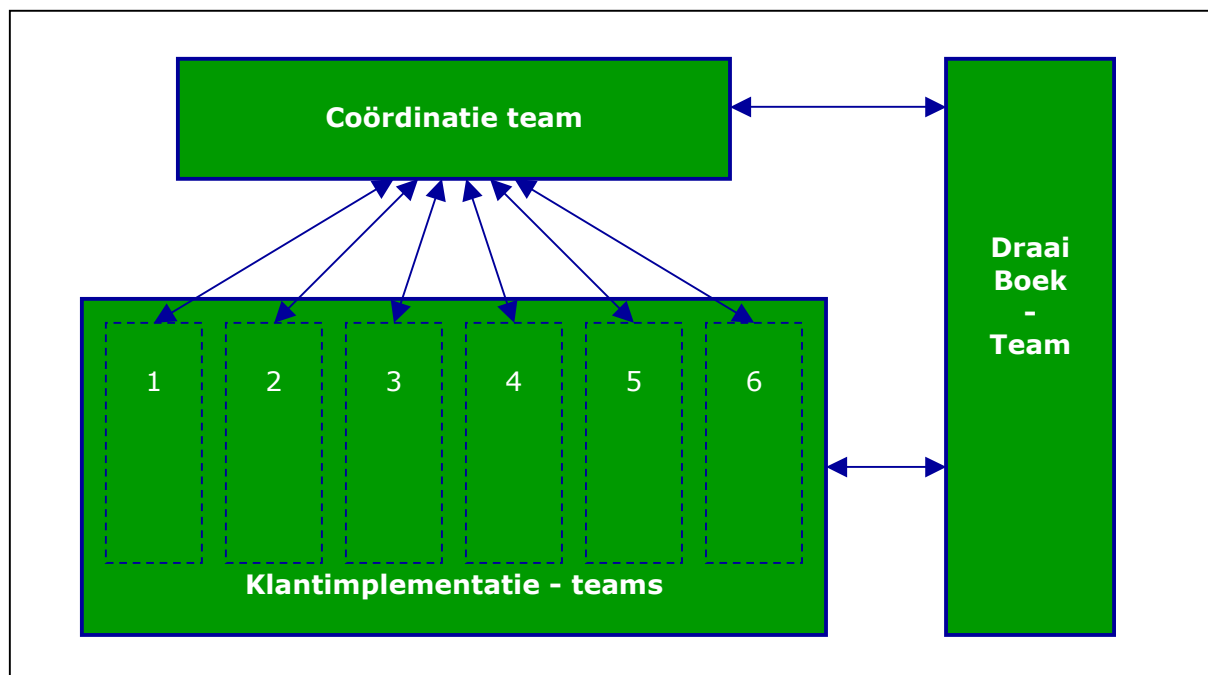 Coördinatie team
Draai
Boek
-
Team
1 2 3 4 5 6
Klantimplementatie - teams